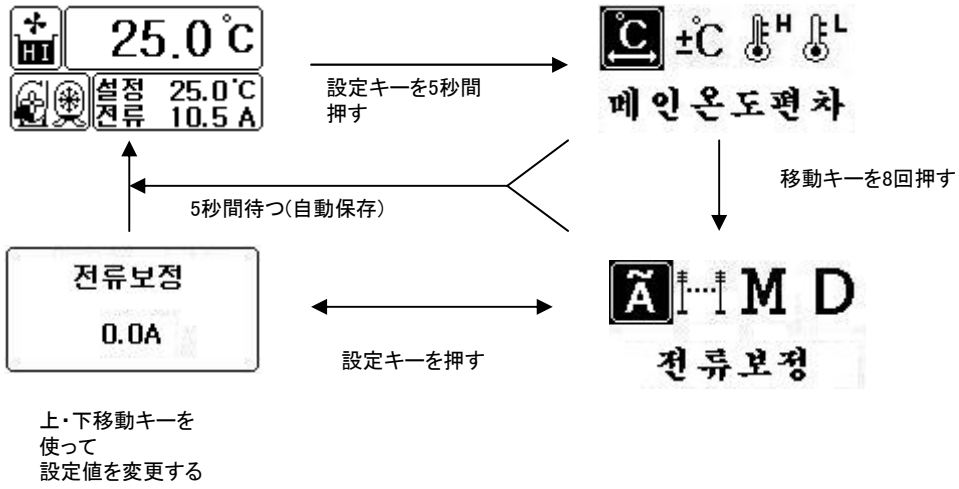 HI
25.0℃
설정 25.0℃
전류 10.5 A
設定キーを5秒間
押す
℃ ±℃ H L
메인온도편차
移動キーを8回押す
5秒間待つ(自動保存)
전류보정
0.0A
設定キーを押す
Ã M D
전류보정
上・下移動キーを
使って
設定値を変更する